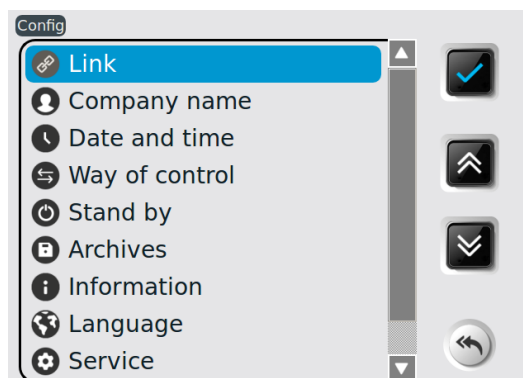 Config
Link
Company name
Date and time
Way of control
Stand by
Archives
Information
Language
Service